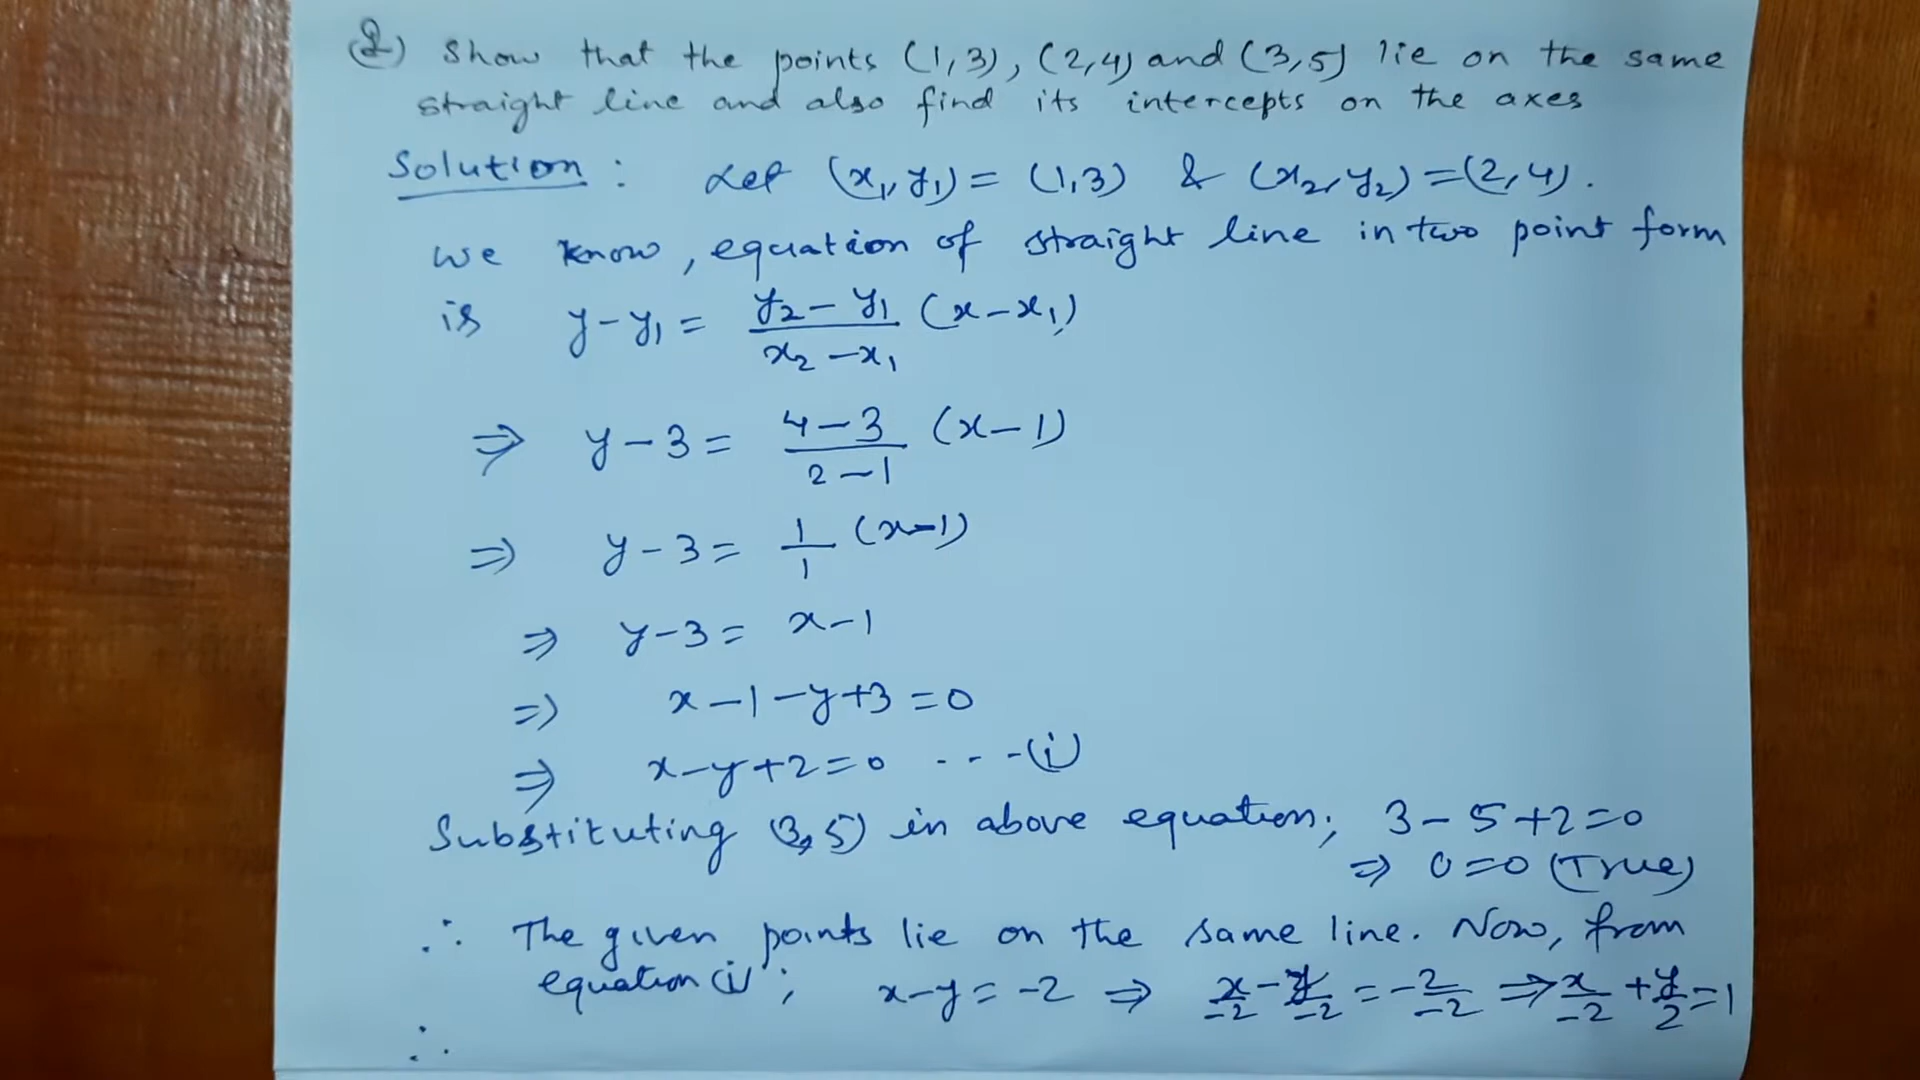 Q) Show that the points (1,3), (2,4) and (3,5) lie on the same
straight line and also find its intercepts on the axes
Solution : Let (x₁, y₁) = (1,3) & (x₂, y₂) = (2,4).
We know, equation of straight line in two point form
is y - y₁ = (y₂ - y₁)/(x₂ - x₁) (x - x₁)
⇒ y - 3 = (4 - 3)/(2 - 1) (x - 1)
⇒ y - 3 = 1/1 (x - 1)
⇒ y - 3 = x - 1
⇒ x - 1 - y + 3 = 0
⇒ x - y + 2 = 0 - - - (i)
Substituting (3,5) in above equation; 3 - 5 + 2 = 0
⇒ 0 = 0 (True)
∴ The given points lie on the same line. Now, from
equation (i) ; x - y = -2 ⇒ x/-2 - y/-2 = -2/-2 ⇒ x/-2 + y/2 = 1
∴